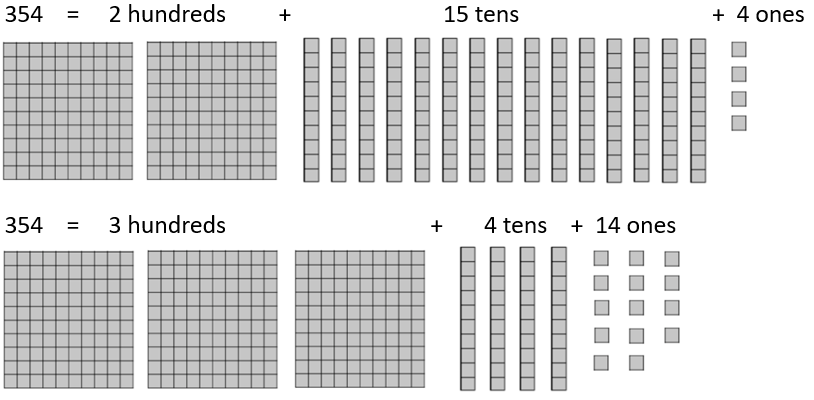 354 = 2 hundreds + 15 tens + 4 ones
354 = 3 hundreds + 4 tens + 14 ones